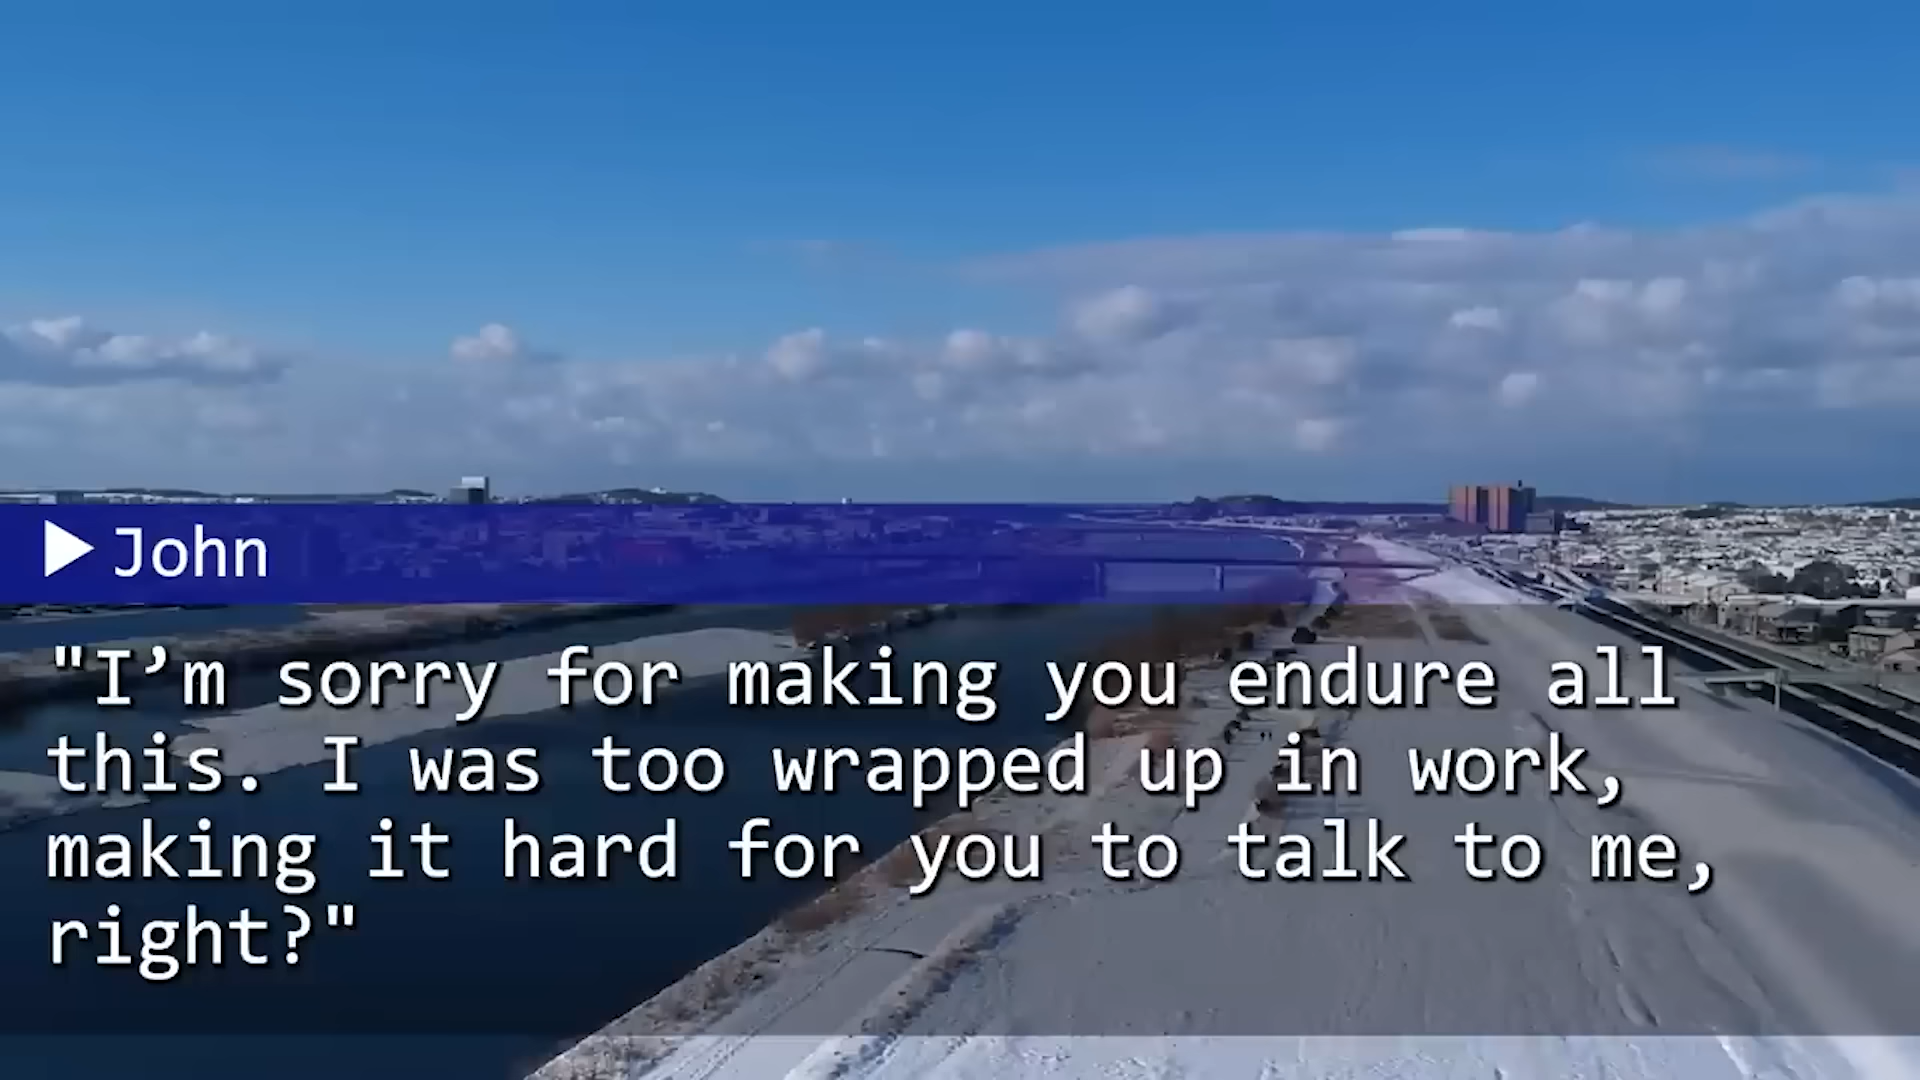 ▶John
"I’m sorry for making you endure all
this. I was too wrapped up in work,
making it hard for you to talk to me,
right?"